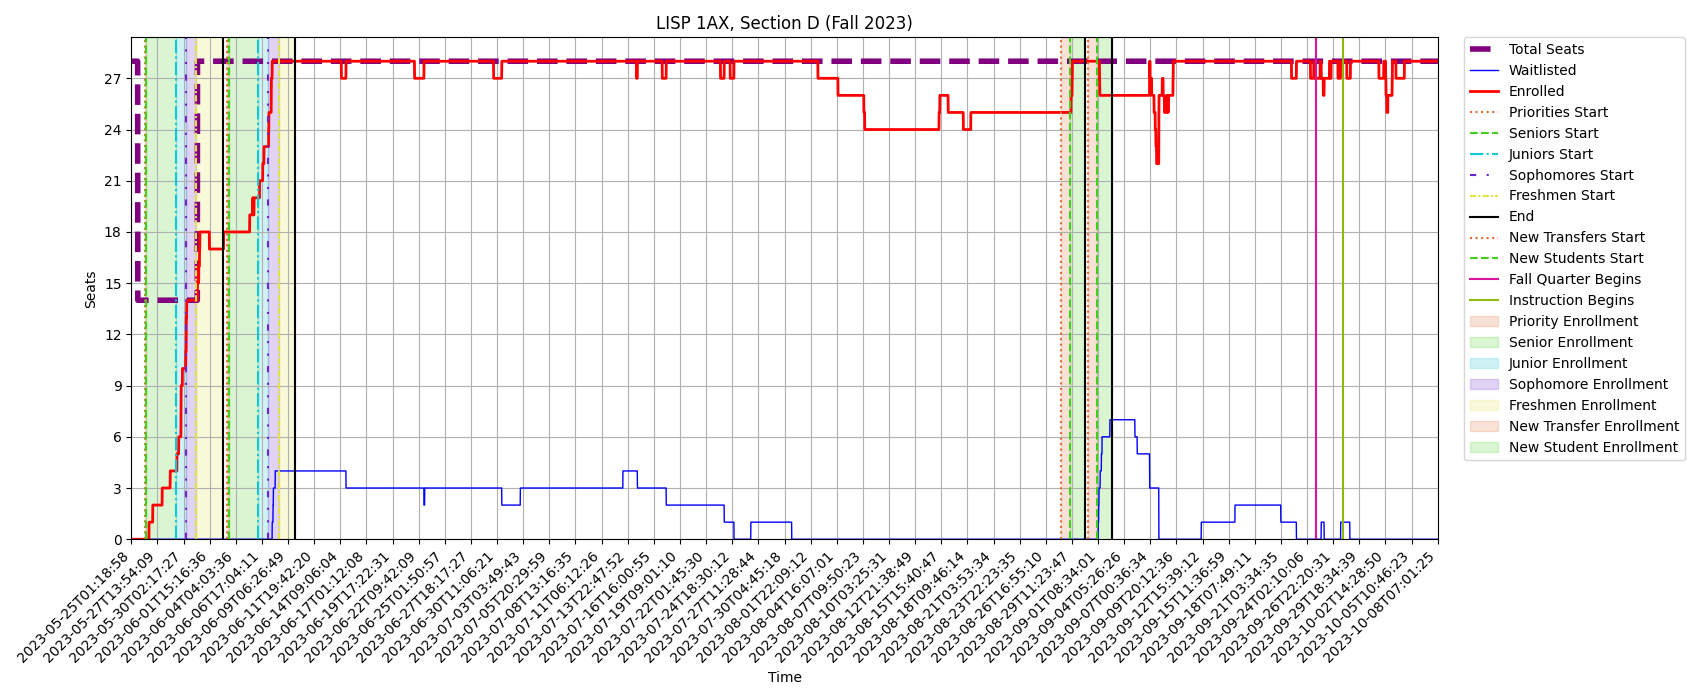 LISP 1AX, Section D (Fall 2023)
Seats
27
24
21
18
15
12
9
6
3
0
2023-05-25T01:18:58
2023-05-27T13:54:09
2023-05-30T02:17:27
2023-06-01T15:16:36
2023-06-04T04:03:36
2023-06-06T17:04:11
2023-06-09T06:26:49
2023-06-11T19:42:20
2023-06-14T09:06:04
2023-06-17T01:12:08
2023-06-19T17:22:31
2023-06-22T09:42:09
2023-06-25T01:50:57
2023-06-27T18:17:27
2023-06-30T11:06:21
2023-07-03T03:49:43
2023-07-05T20:29:59
2023-07-08T13:16:35
2023-07-11T06:12:26
2023-07-13T22:47:52
2023-07-16T16:00:55
2023-07-19T09:01:10
2023-07-22T01:45:30
2023-07-24T18:30:12
2023-07-27T11:28:44
2023-07-30T04:45:18
2023-08-01T22:09:12
2023-08-04T16:07:01
2023-08-07T09:50:23
2023-08-10T03:25:31
2023-08-12T21:38:49
2023-08-15T15:40:47
2023-08-18T09:46:14
2023-08-21T03:53:34
2023-08-23T22:23:35
2023-08-26T16:55:10
2023-08-29T11:23:47
2023-09-01T08:34:01
2023-09-04T05:26:26
2023-09-07T00:36:34
2023-09-09T20:12:36
2023-09-12T15:39:12
2023-09-15T11:36:59
2023-09-18T07:49:11
2023-09-21T03:34:35
2023-09-24T02:10:06
2023-09-26T22:20:31
2023-09-29T18:34:39
2023-10-02T14:28:50
2023-10-05T10:46:23
2023-10-08T07:01:25
Time
Total Seats
Waitlisted
Enrolled
Priorities Start
Seniors Start
Juniors Start
Sophomores Start
Freshmen Start
End
New Transfers Start
New Students Start
Fall Quarter Begins
Instruction Begins
Priority Enrollment
Senior Enrollment
Junior Enrollment
Sophomore Enrollment
Freshmen Enrollment
New Transfer Enrollment
New Student Enrollment